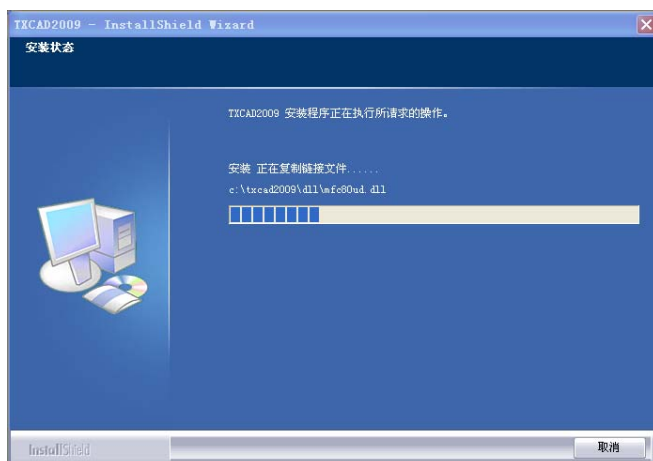 TXCAD2009 - InstallShield Wizard
安装状态
TXCAD2009 安装程序正在执行所请求的操作。
安装 正在复制链接文件......
c:\txcad2009\dll\mfc80ud.dll
InstallShield
取消